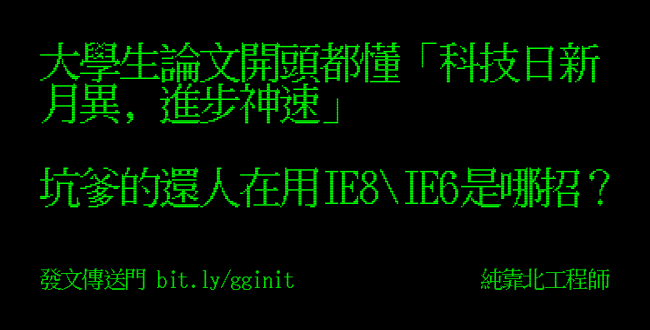 大學生論文開頭都懂「科技日新
月異，進步神速」
坑爹的還人在用IE8\IE6是哪招？
發文傳送門 bit.ly/gginit
純靠北工程師